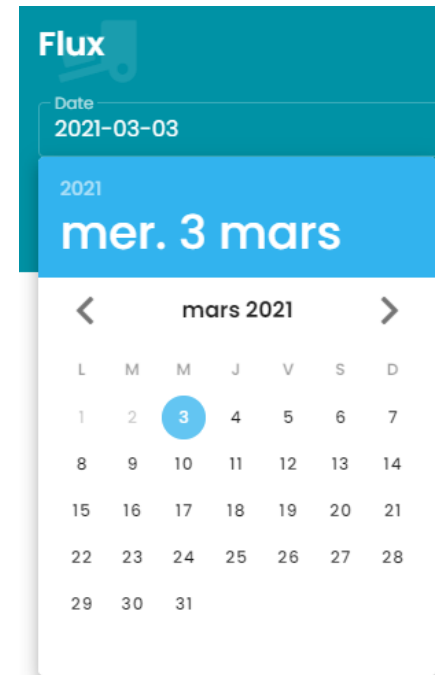 Flux
Date
2021-03-03
2021
mer. 3 mars
mars 2021
L M M J V S D
1 2 3 4 5 6 7
8 9 10 11 12 13 14
15 16 17 18 19 20 21
22 23 24 25 26 27 28
29 30 31